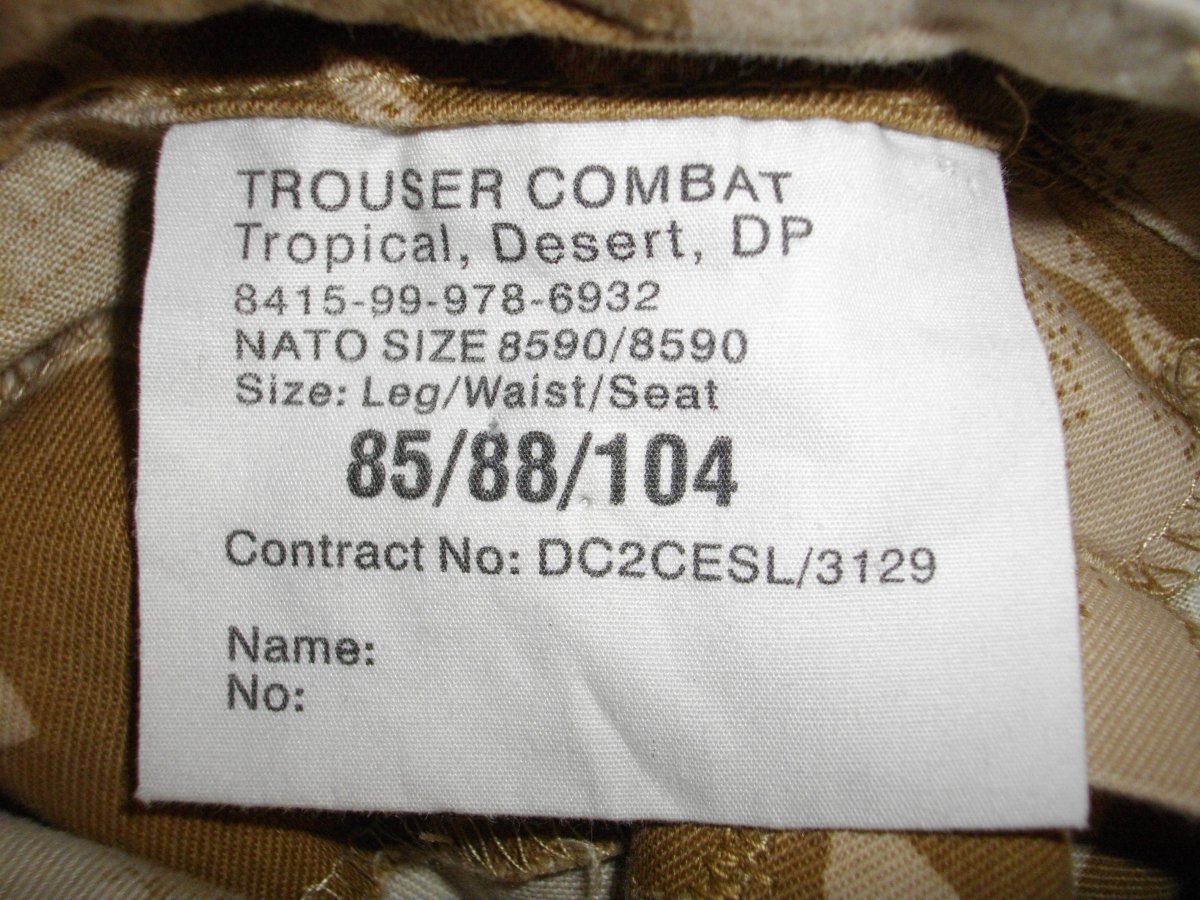 TROUSER COMBAT
Tropical, Desert, DP
8415-99-978-6932
NATO SIZE 8590/8590
Size: Leg/Waist/Seat
85/88/104
Contract No: DC2CESL/3129
Name:
No: